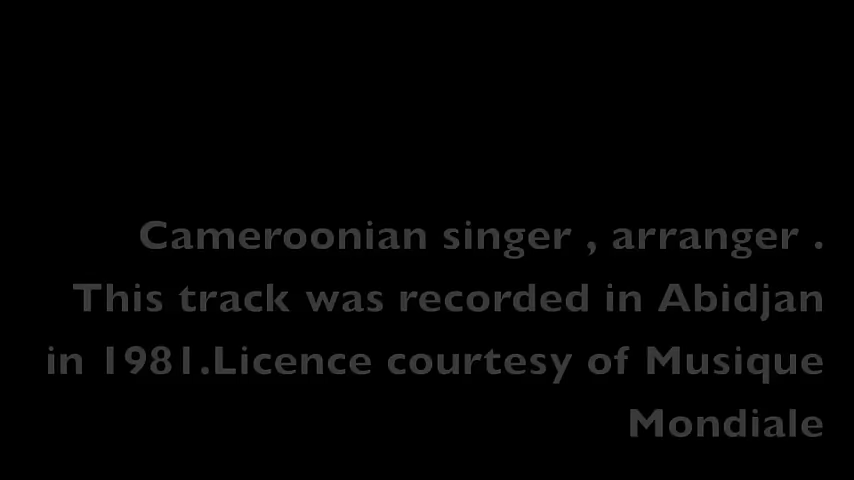 Cameroonian singer , arranger .
This track was recorded in Abidjan
in 1981.Licence courtesy of Musique
Mondiale